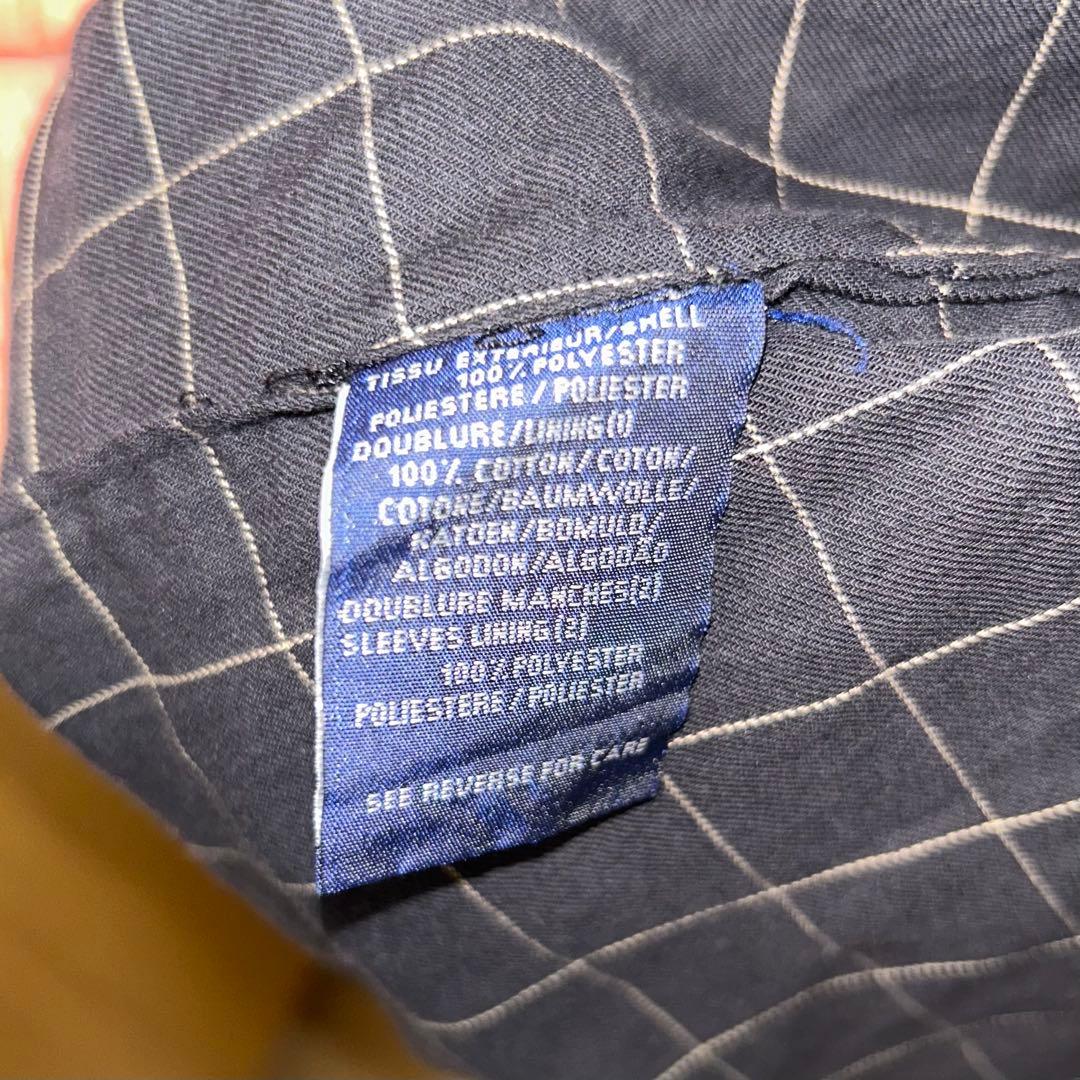 TISSU EXTERIEUR/SHELL
100% POLYESTER
POLIESTERE/POLIESTER
DOUBLURE/LINING(1)
100% COTTON/COTON/
COTONE/BAUMWOLLE/
KATOEN/BOMULD/
ALGODON/ALGODAO
DOUBLURE MANCHES(2)
SLEEVES LINING(2)
100% POLYESTER
POLIESTERE/POLIESTER
SEE REVERSE FOR CARE